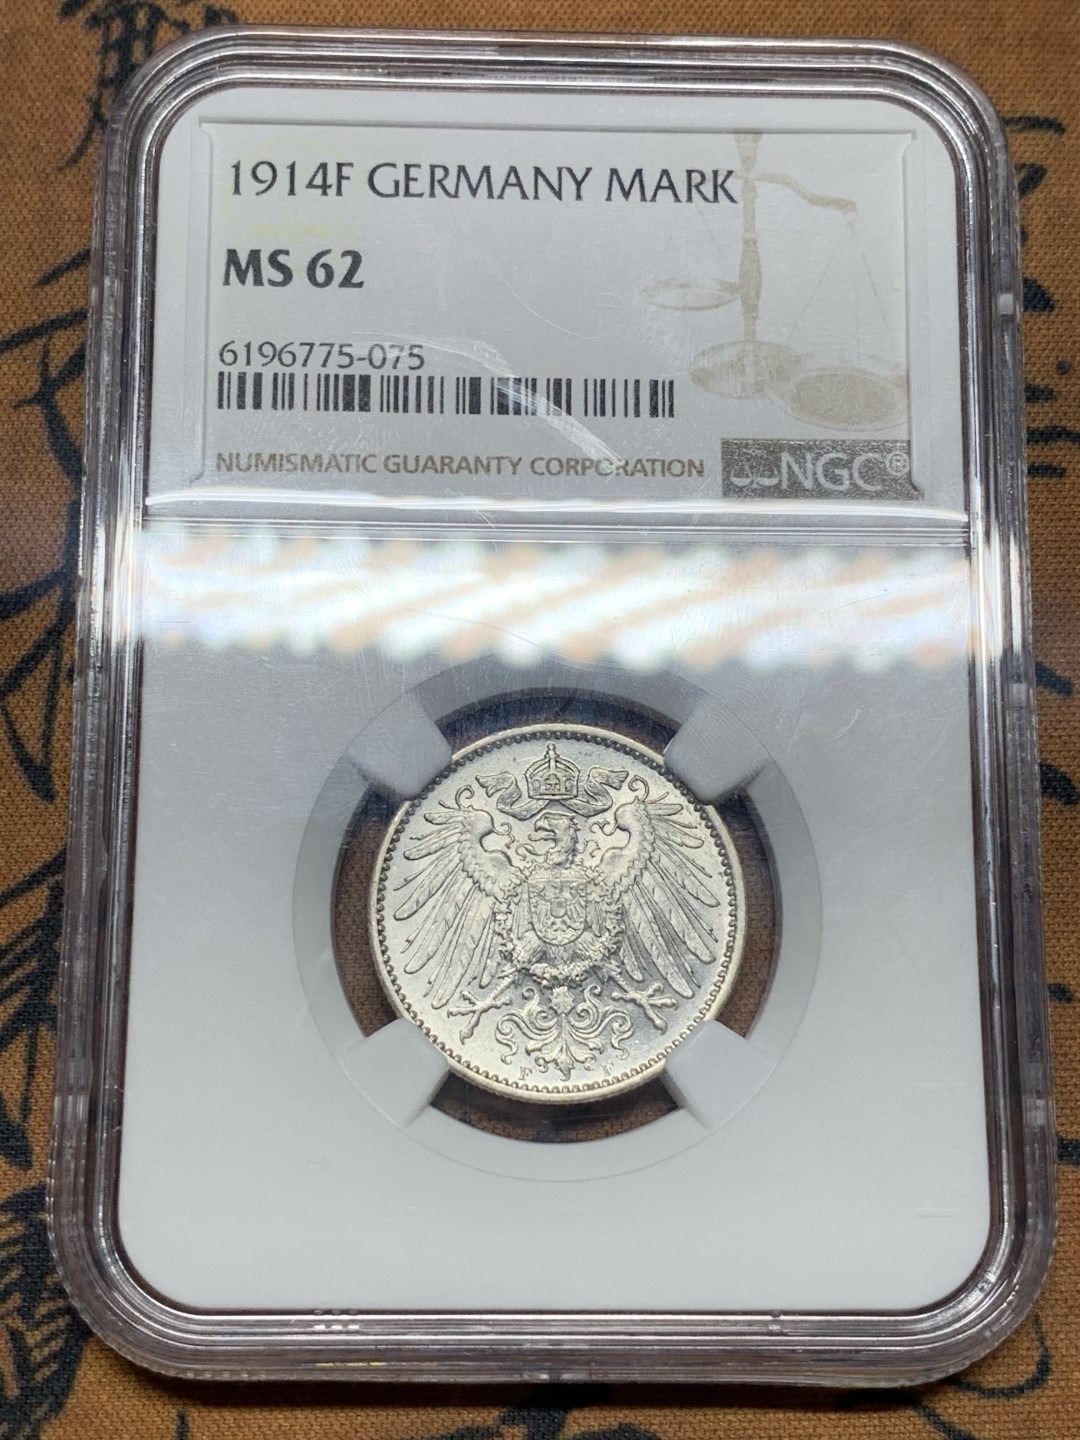 1914F GERMANY MARK
MS 62
6196775-075
NUMISMATIC GUARANTY CORPORATION
NGC®
F F